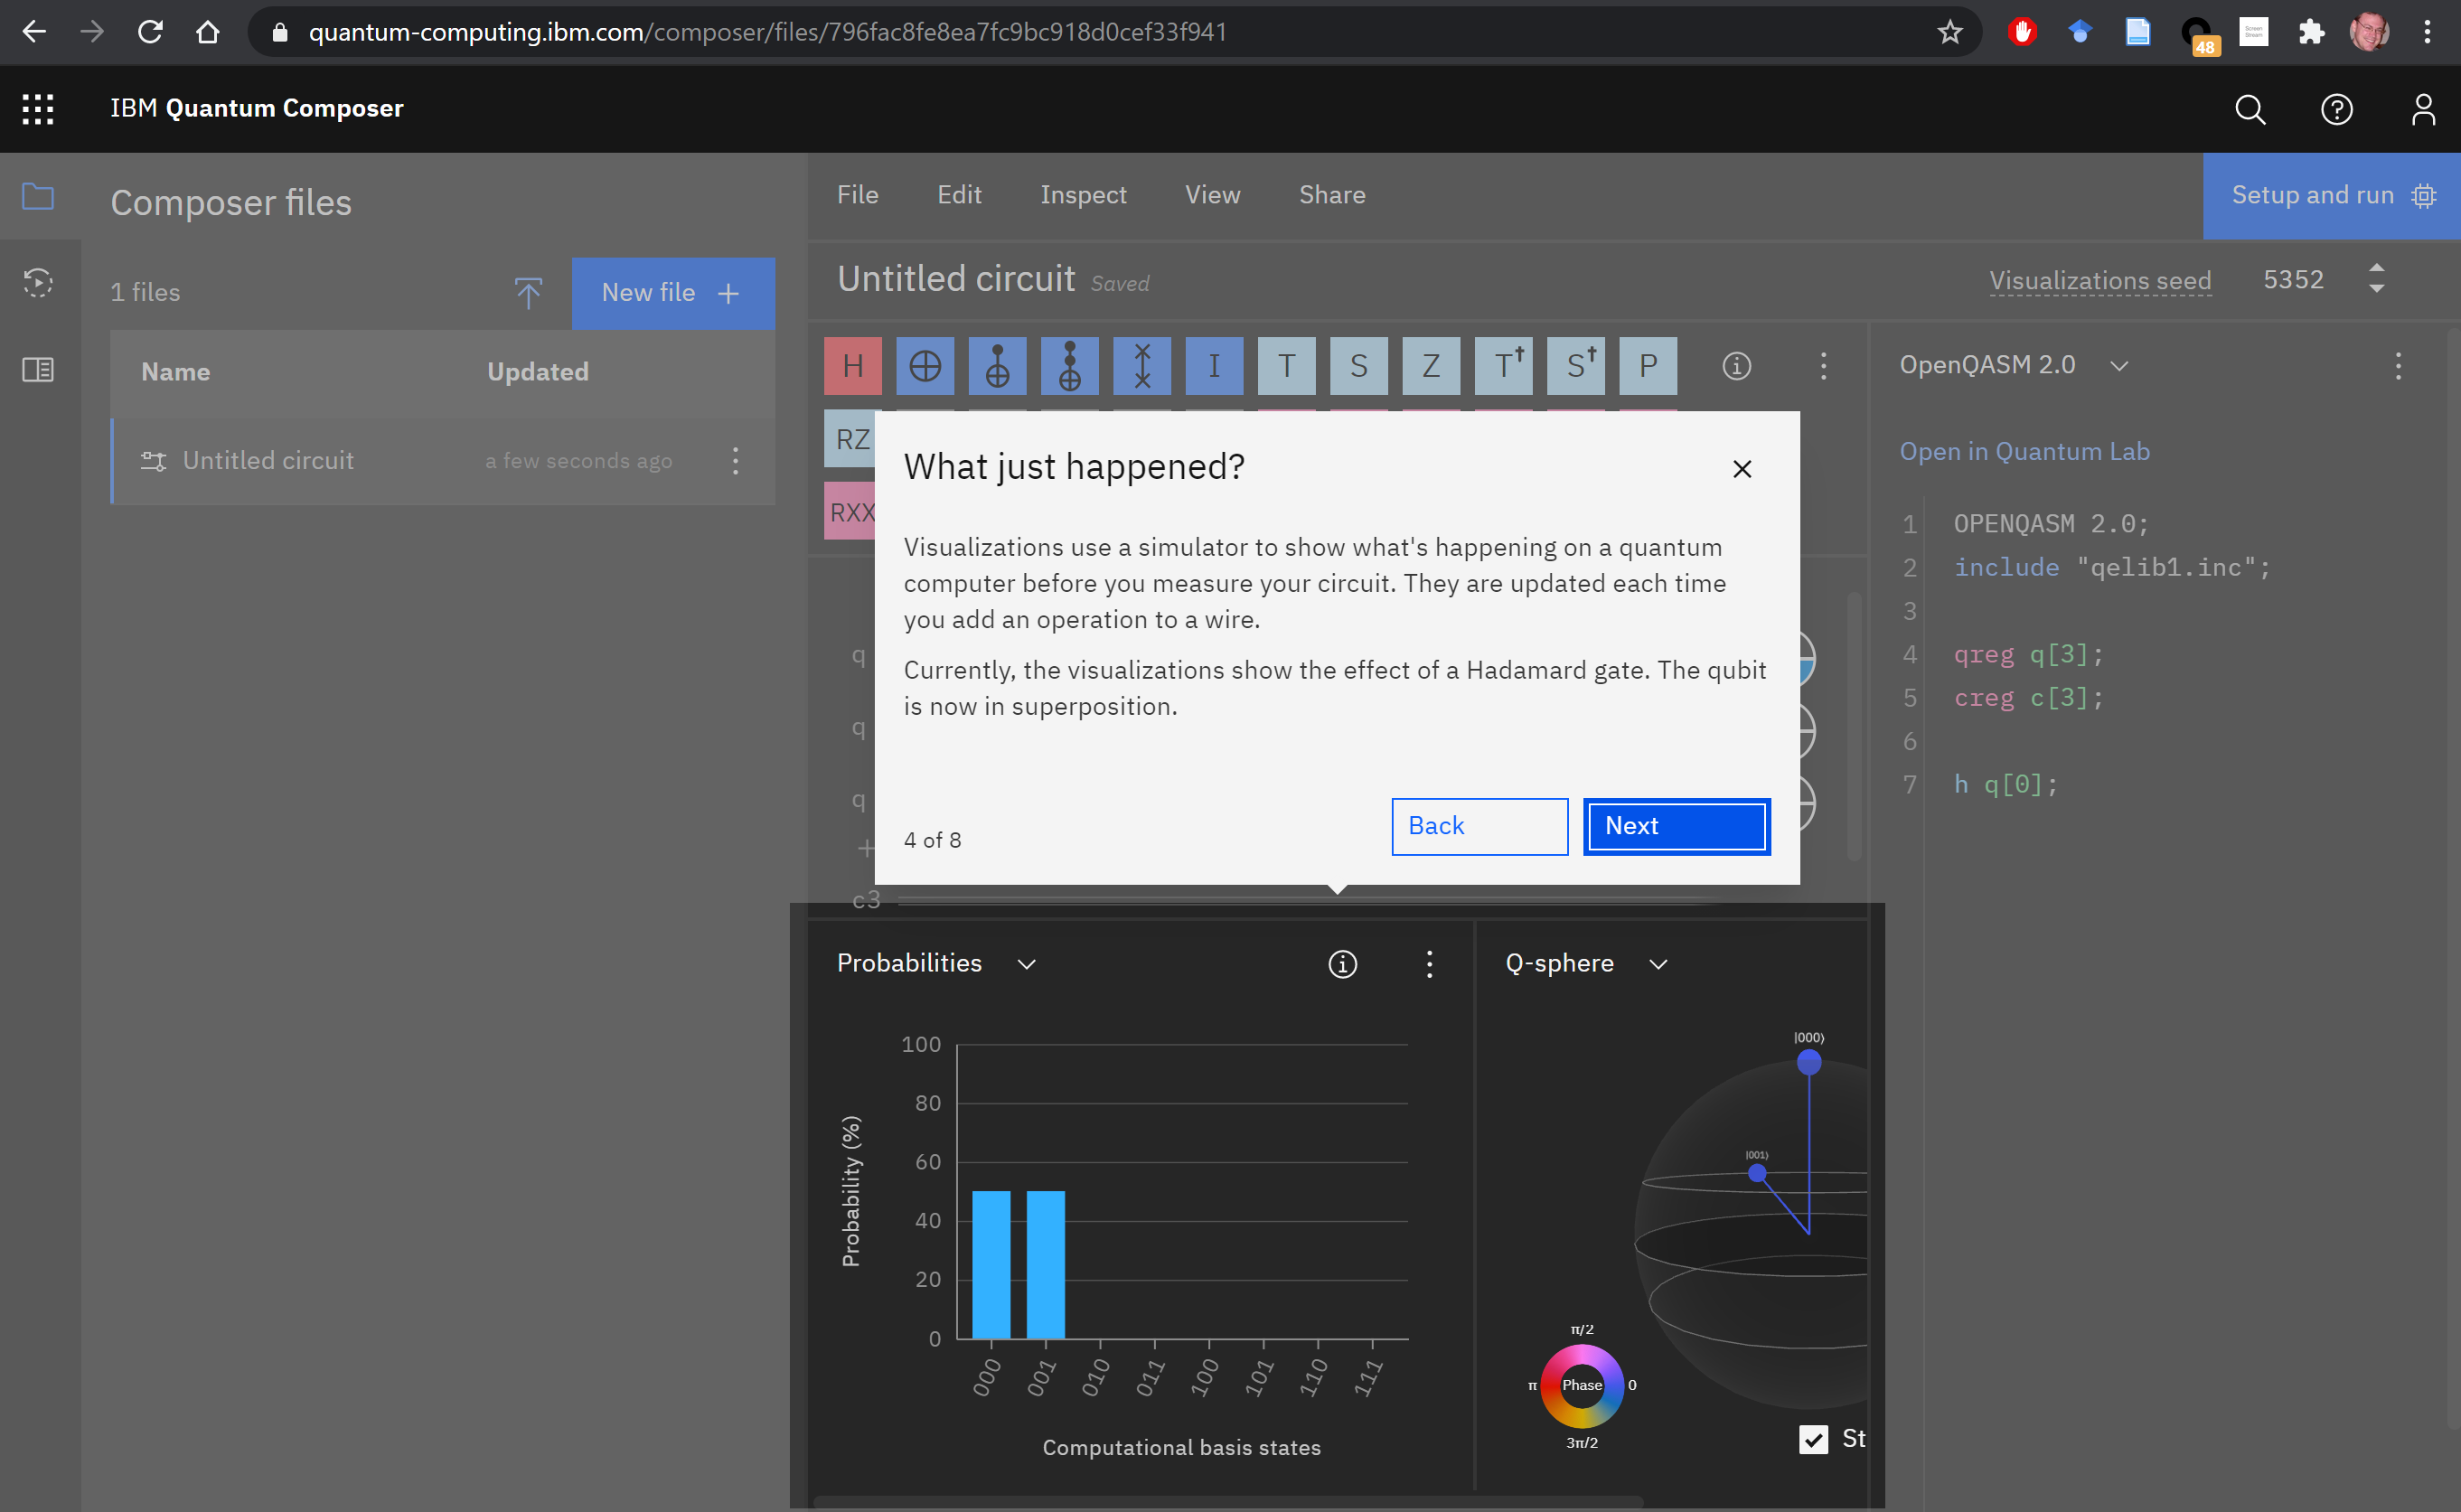 quantum-computing.ibm.com/composer/files/796fac8fe8ea7fc9bc918d0cef33f941
48
IBM Quantum Composer
Composer files
1 files
New file +
Name Updated
Untitled circuit a few seconds ago
File Edit Inspect View Share
Setup and run
Untitled circuit Saved
Visualizations seed 5352
H I T S Z T† S† P
RZ
RXX
What just happened?
Visualizations use a simulator to show what's happening on a quantum
computer before you measure your circuit. They are updated each time
you add an operation to a wire.
Currently, the visualizations show the effect of a Hadamard gate. The qubit
is now in superposition.
4 of 8
Back
Next
q
q
q
+
c3
OpenQASM 2.0
Open in Quantum Lab
1 OPENQASM 2.0;
2 include "qelib1.inc";
3
4 qreg q[3];
5 creg c[3];
6
7 h q[0];
Probabilities
Probability (%)
100
80
60
40
20
0
000 001 010 011 100 101 110 111
Computational basis states
Q-sphere
|000⟩
|001⟩
π/2
π Phase 0
3π/2
St